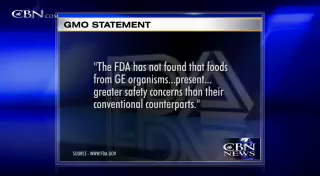 CBN.com
GMO STATEMENT
"The FDA has not found that foods
from GE organisms...present...
greater safety concerns than their
conventional counterparts."
FDA
SOURCE - WWW.FDA.GOV
CBN
NEWS